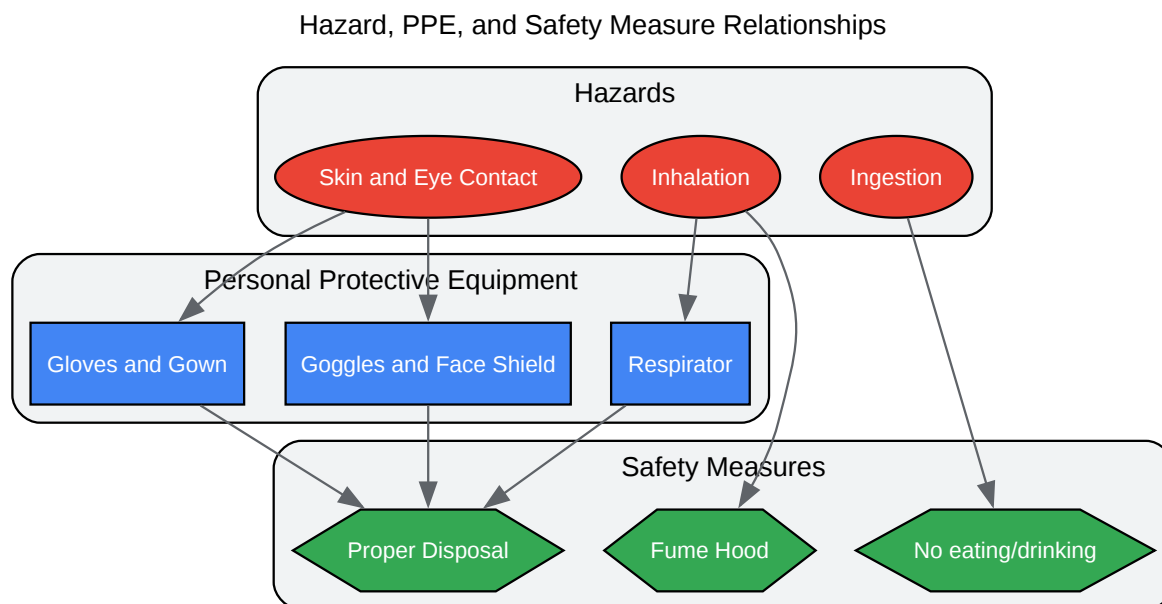 Hazard, PPE, and Safety Measure Relationships
Hazards
Skin and Eye Contact
Inhalation
Ingestion
Personal Protective Equipment
Gloves and Gown
Goggles and Face Shield
Respirator
Safety Measures
Proper Disposal
Fume Hood
No eating/drinking